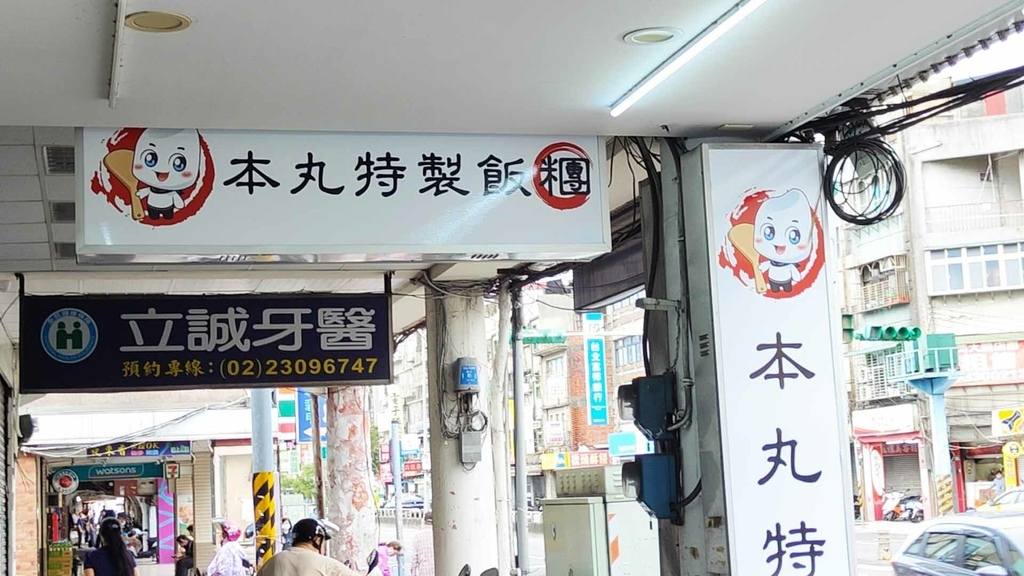 本丸特製飯糰
立誠牙醫
預約專線：(02)23096747
本丸特
watsons